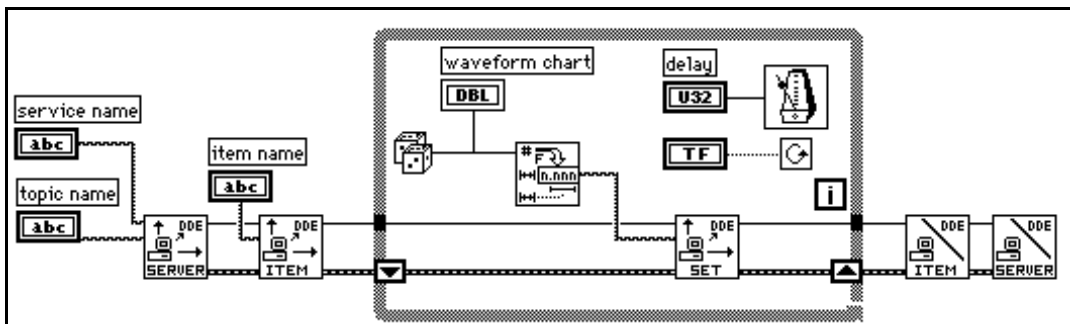 waveform chart
DBL
delay
U32
service name
abc
item name
abc
TF
# F n.nnn
i
topic name
abc
DDE
SERVER
DDE
ITEM
DDE
SET
DDE
ITEM
DDE
SERVER